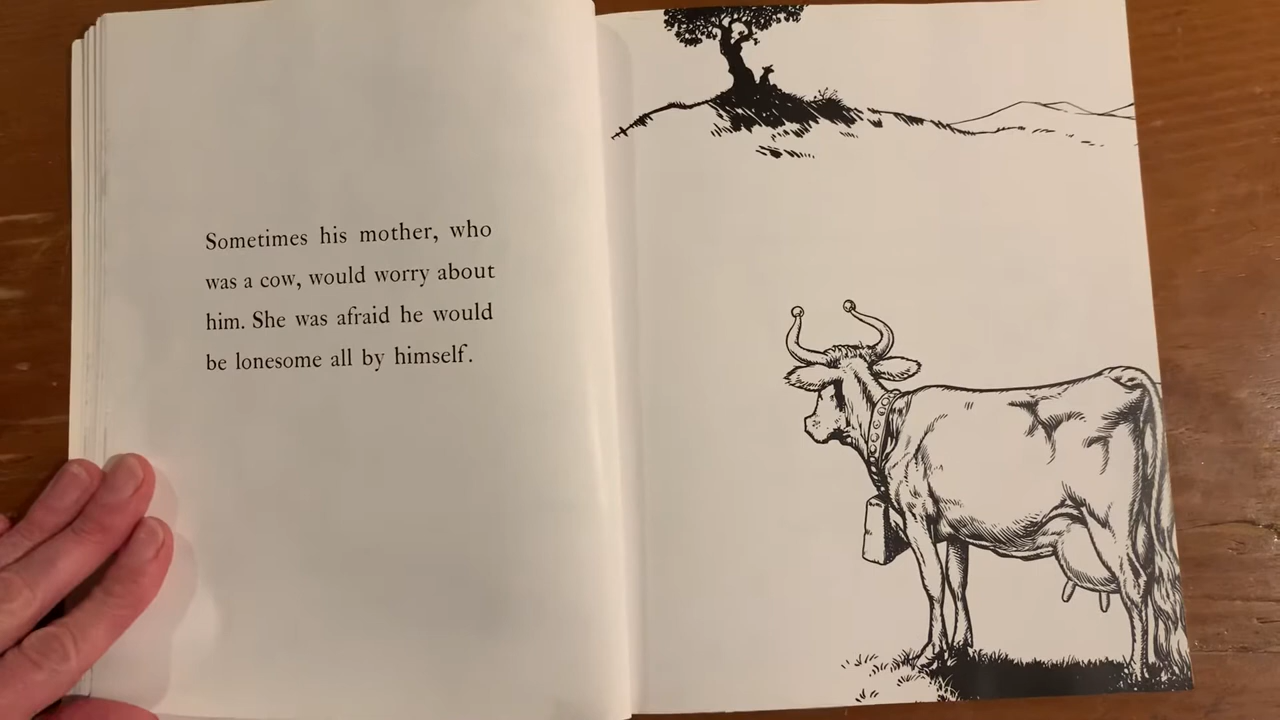 Sometimes his mother, who
was a cow, would worry about
him. She was afraid he would
be lonesome all by himself.